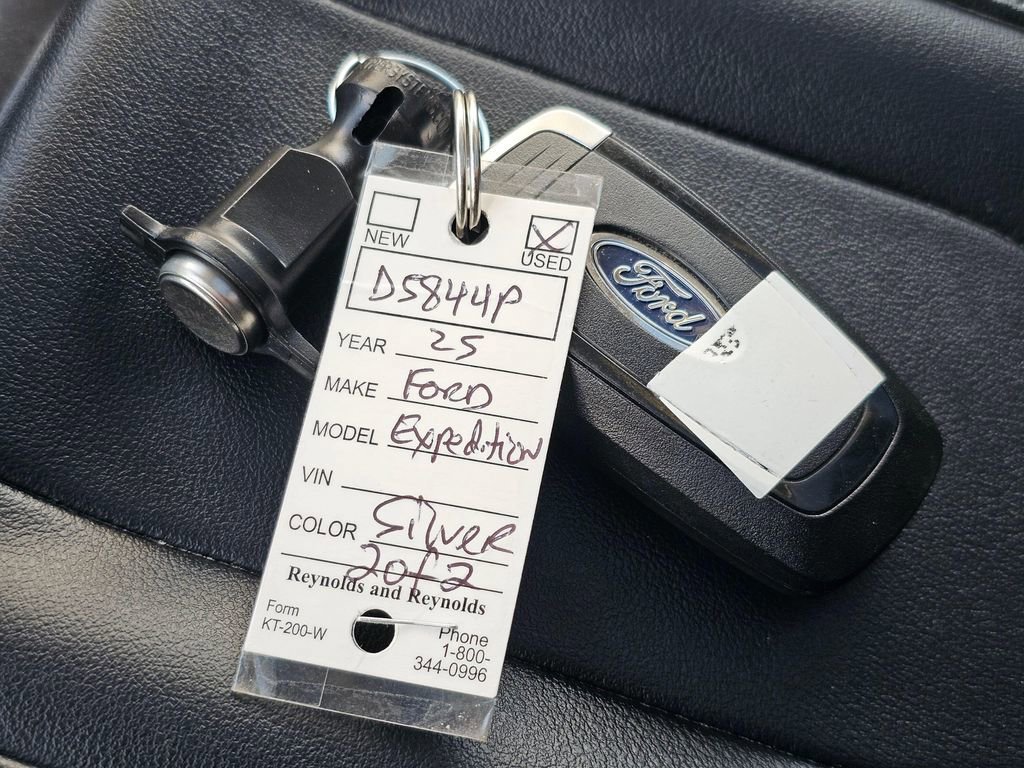 NEW
USED
D5844P
YEAR 25
MAKE FORD
MODEL Expedition
VIN
COLOR Silver
2 of 2
Reynolds and Reynolds
Form
KT-200-W
Phone
1-800-
344-0996
Ford